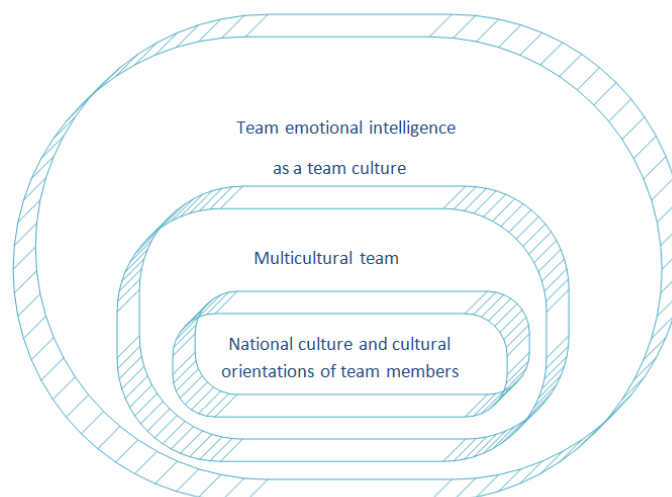 Team emotional intelligence
as a team culture
Multicultural team
National culture and cultural
orientations of team members